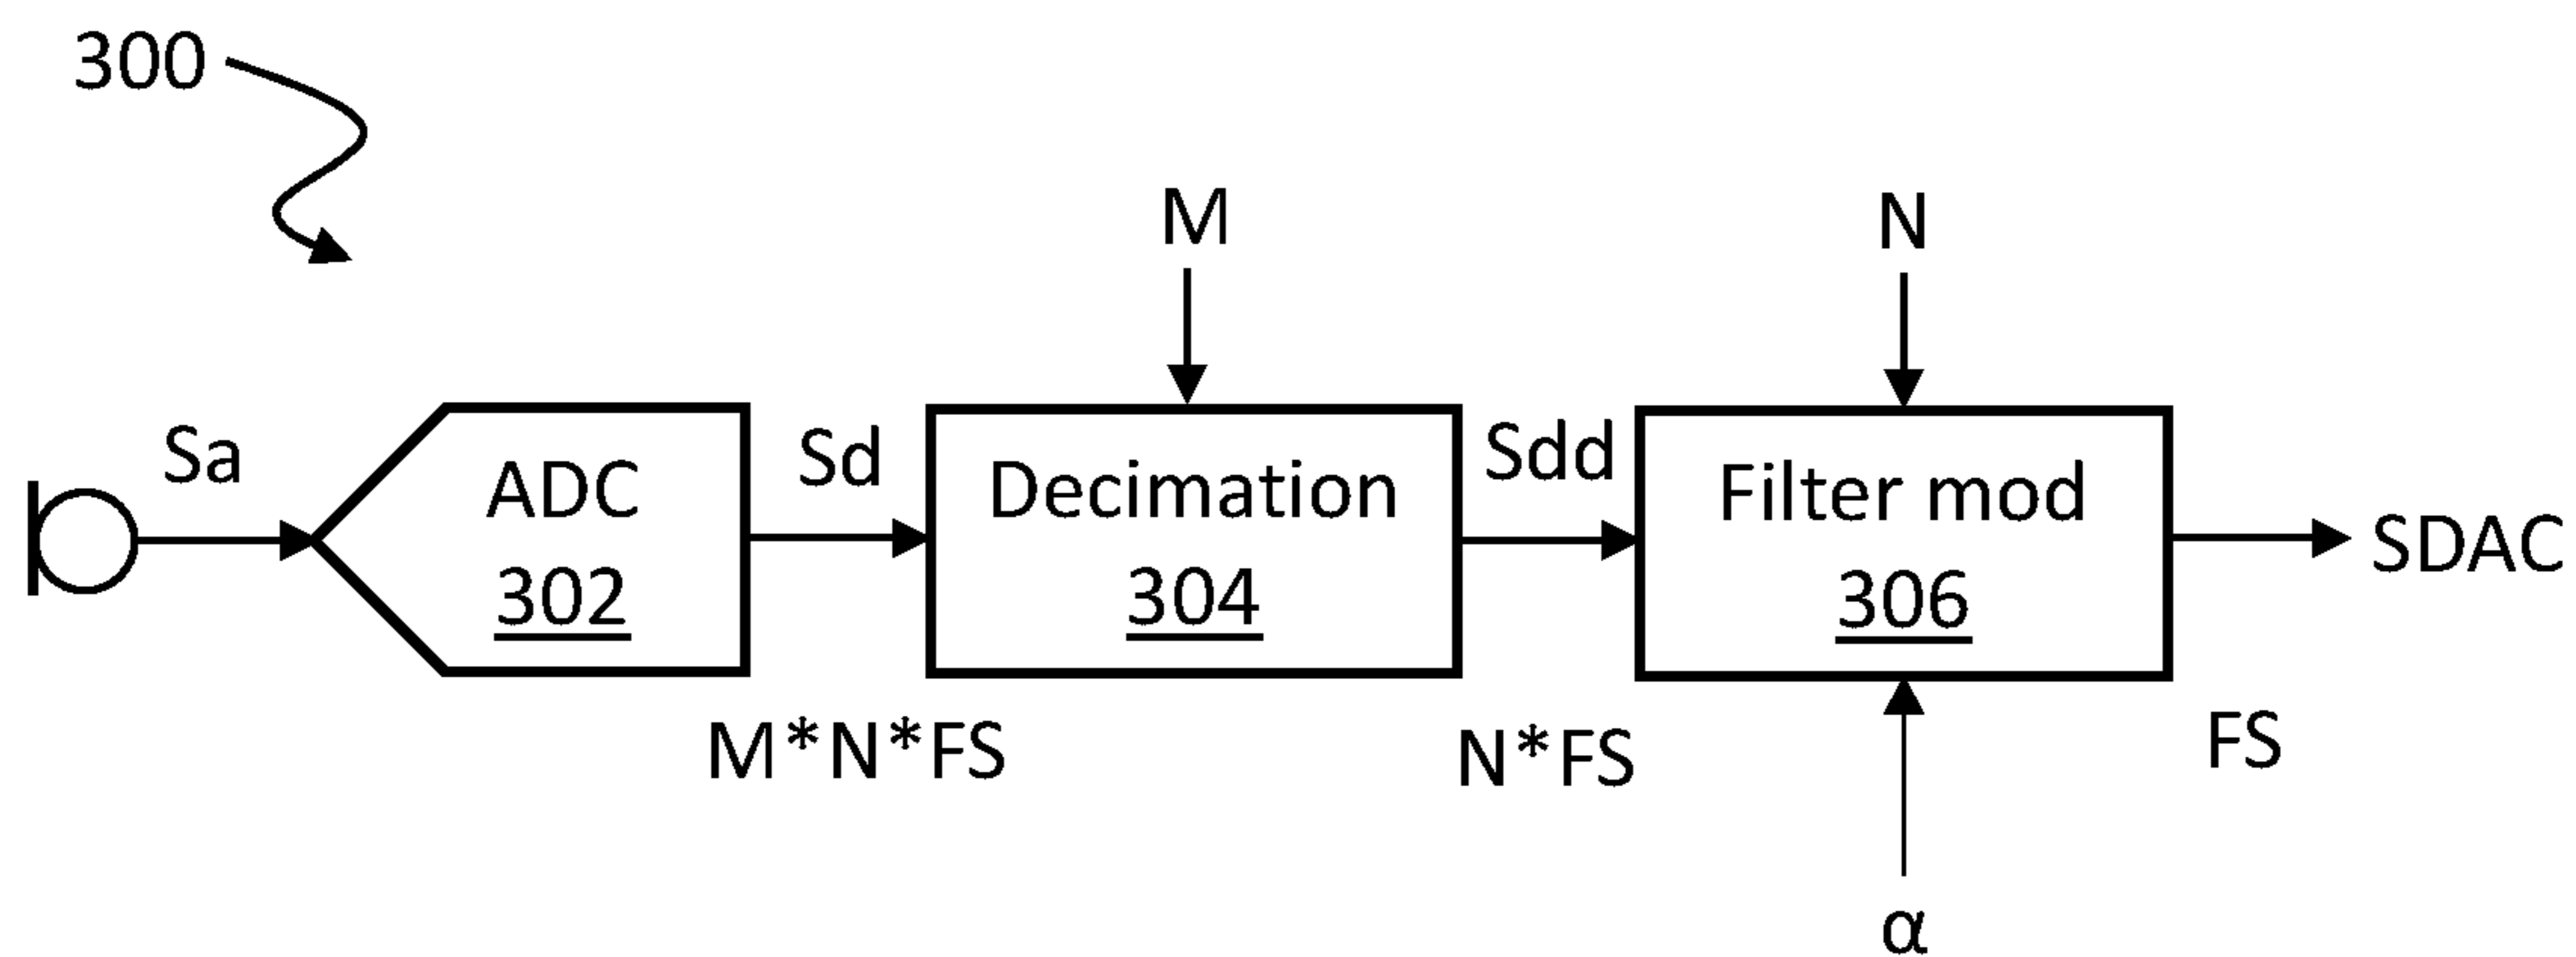 300
M
N
Sa
ADC
302
Sd
Decimation
304
Sdd
Filter mod
306
SDAC
M*N*FS
N*FS
FS
α